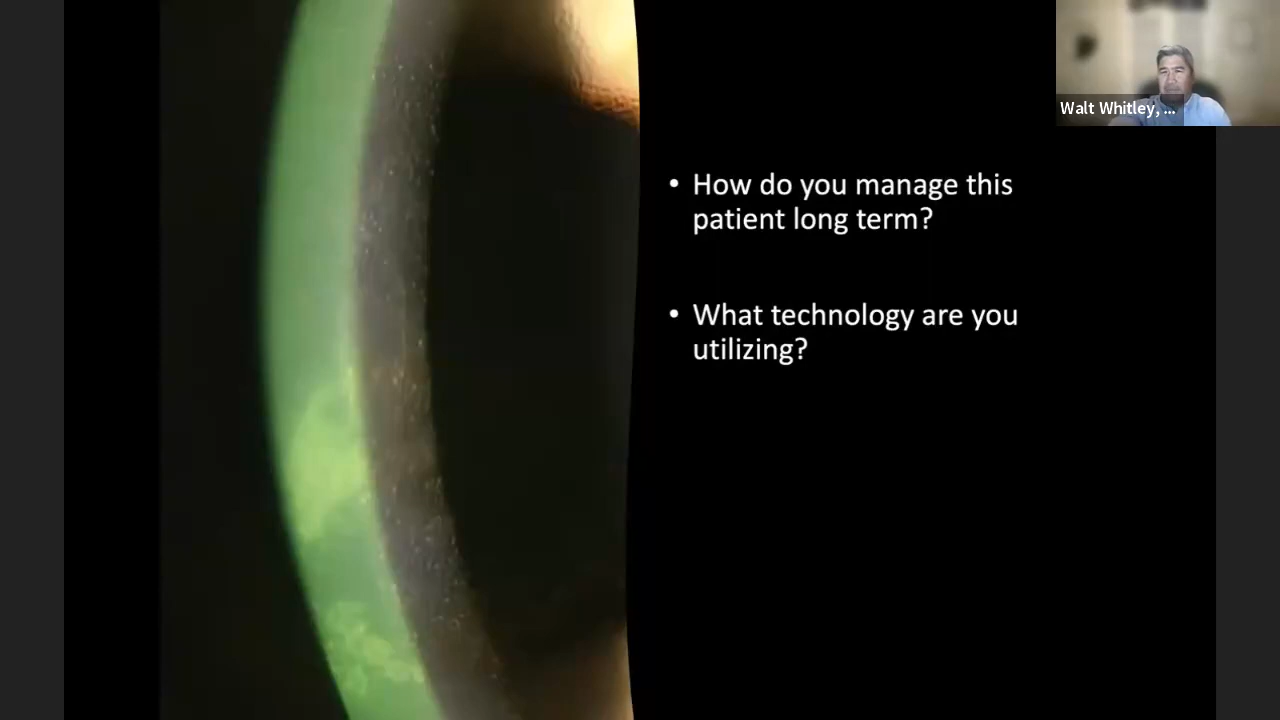 Walt Whitley, ...
• How do you manage this
patient long term?
• What technology are you
utilizing?